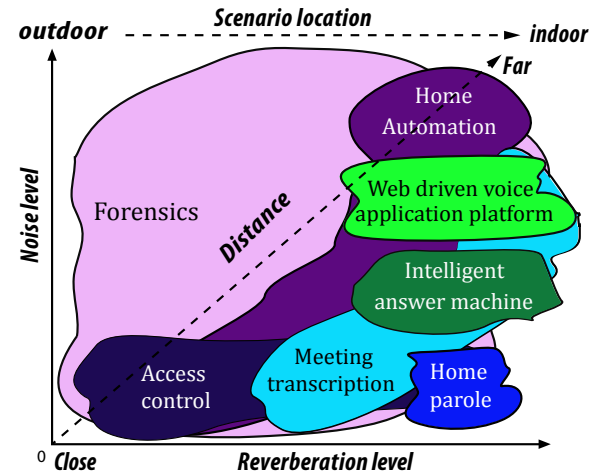 Scenario location
outdoor
indoor
Far
Home
Automation
Web driven voice
application platform
Forensics
Distance
Noise level
Intelligent
answer machine
Meeting
transcription
Access
control
Home
parole
0
Close
Reverberation level